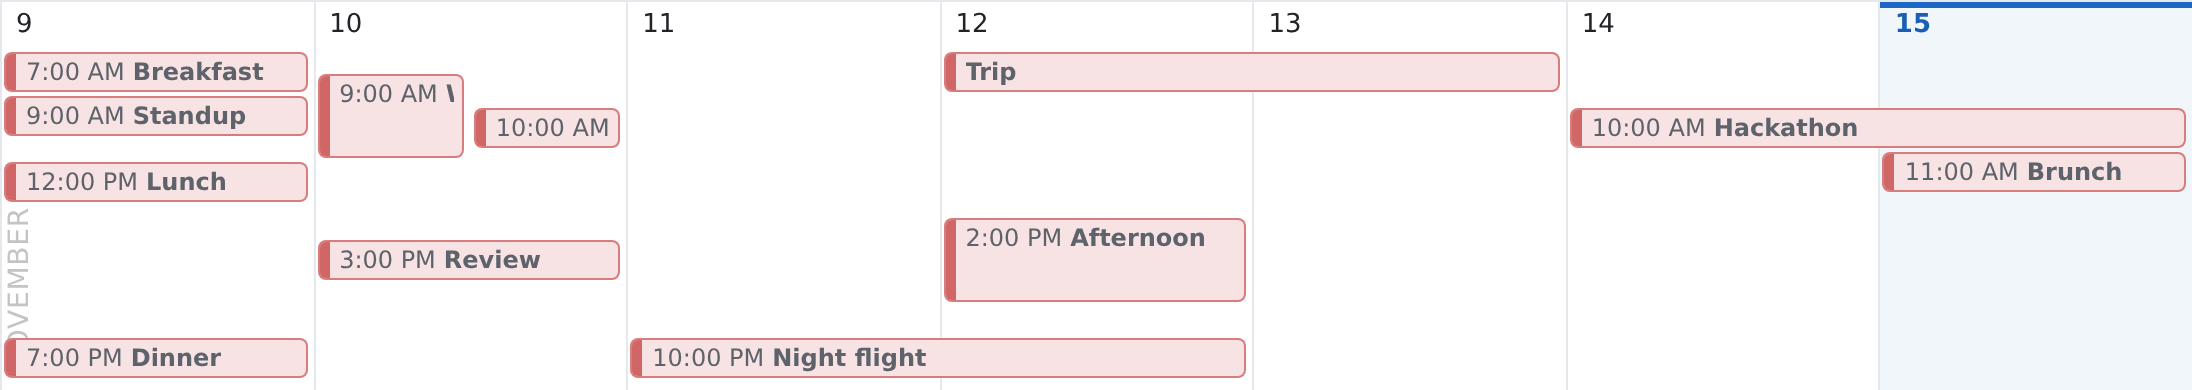 9 10 11 12 13 14 15
7:00 AM Breakfast
9:00 AM Standup
12:00 PM Lunch
7:00 PM Dinner
9:00 AM
10:00 AM
3:00 PM Review
10:00 PM Night flight
Trip
2:00 PM Afternoon
10:00 AM Hackathon
11:00 AM Brunch